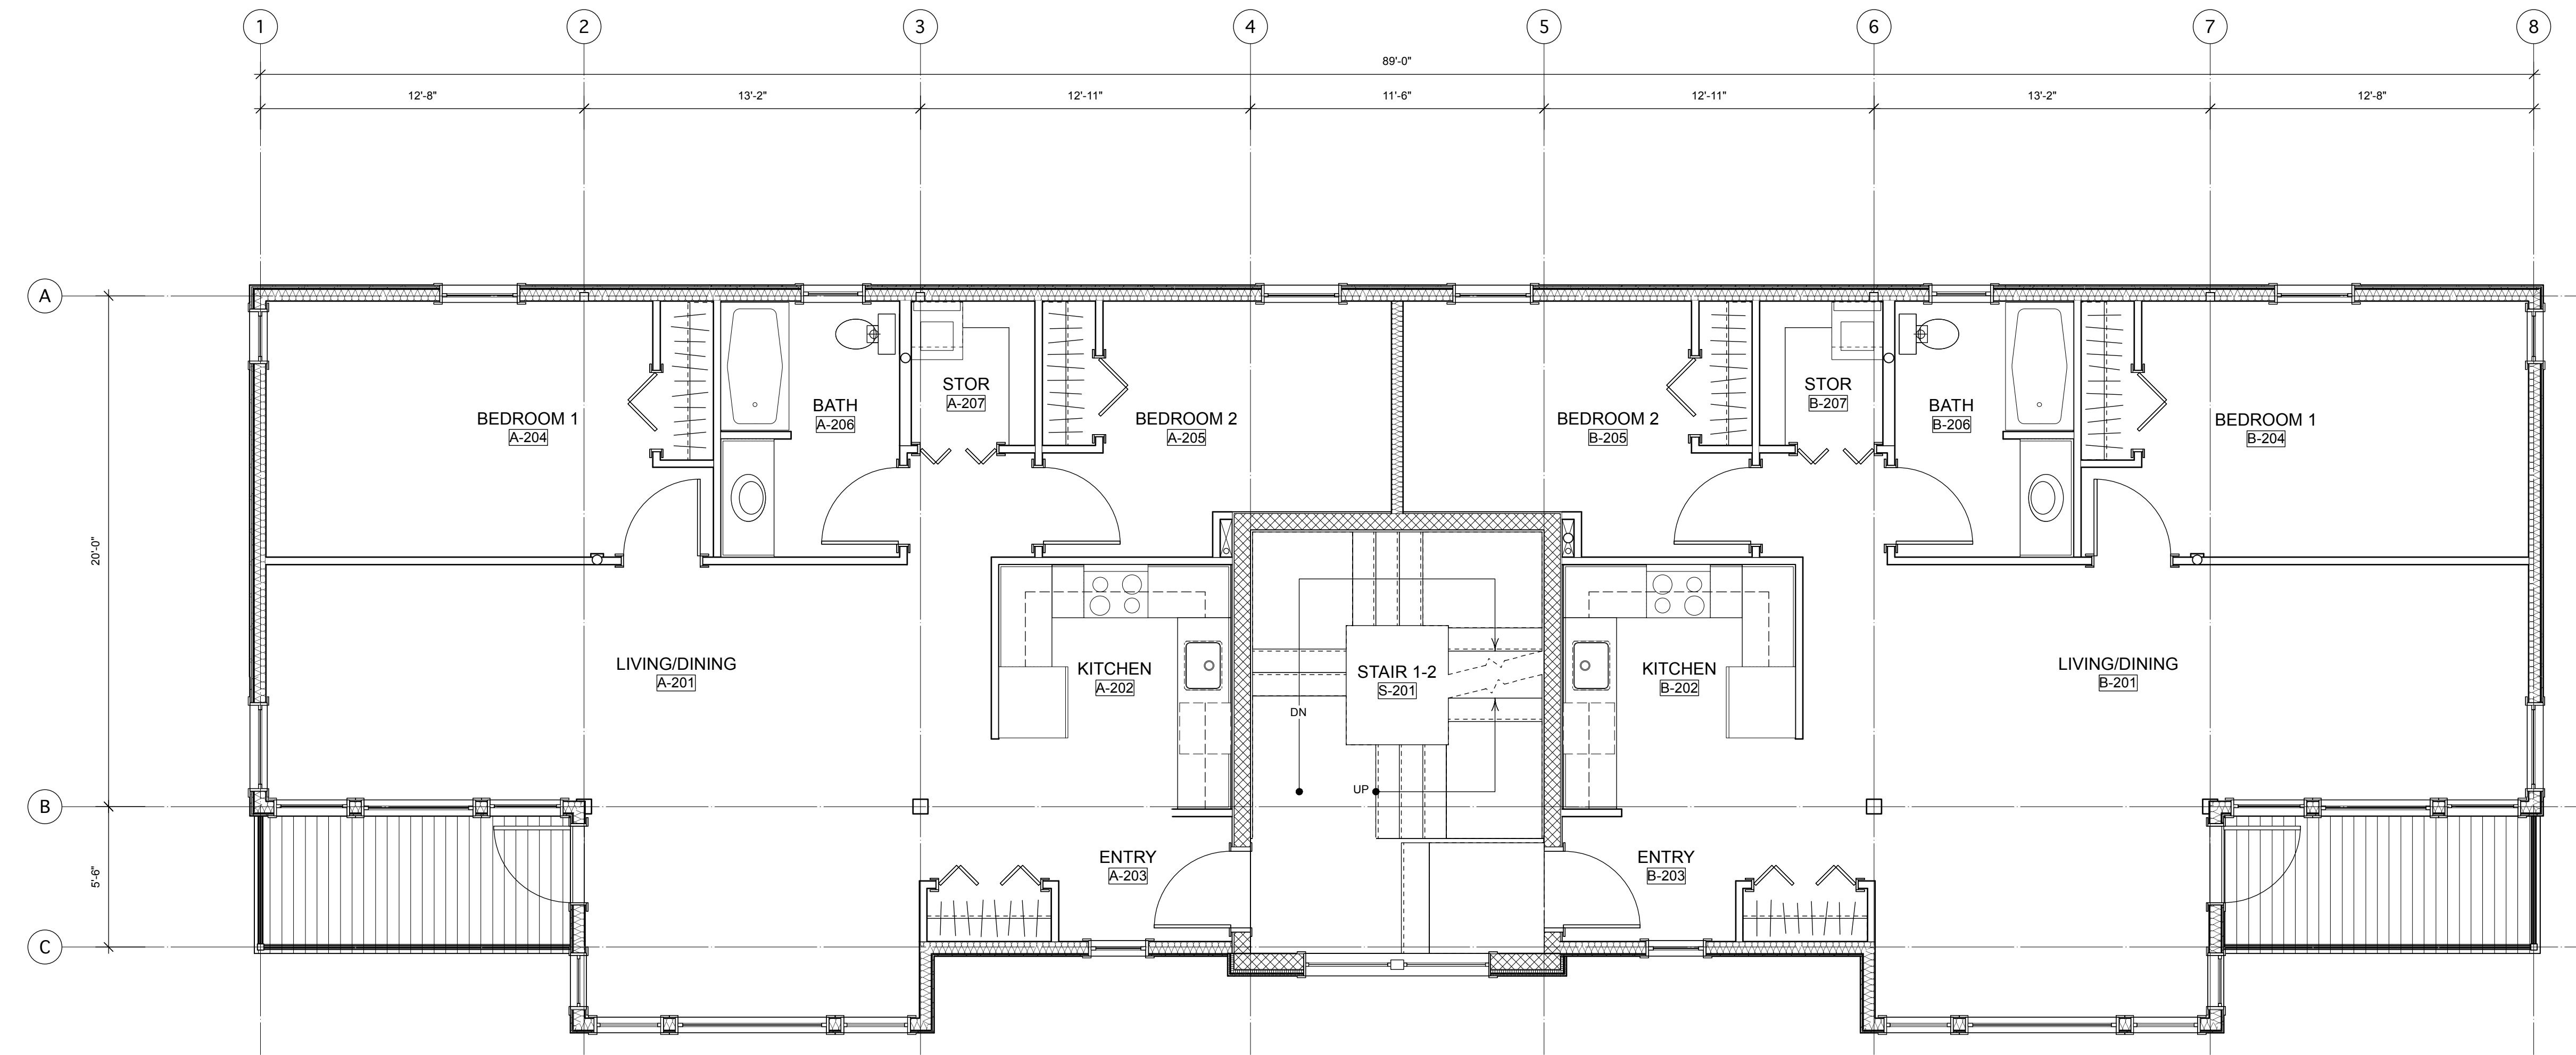 1 2 3 4 5 6 7 8
89'-0"
12'-8" 13'-2" 12'-11" 11'-6" 12'-11" 13'-2" 12'-8"
A
STOR STOR
A-207 B-207
BATH BATH
A-206 B-206
BEDROOM 1 BEDROOM 2 BEDROOM 2 BEDROOM 1
A-204 A-205 B-205 B-204
20'-0"
LIVING/DINING KITCHEN STAIR 1-2 KITCHEN LIVING/DINING
A-201 A-202 S-201 B-202 B-201
DN
UP
B
ENTRY ENTRY
A-203 B-203
5'-6"
C